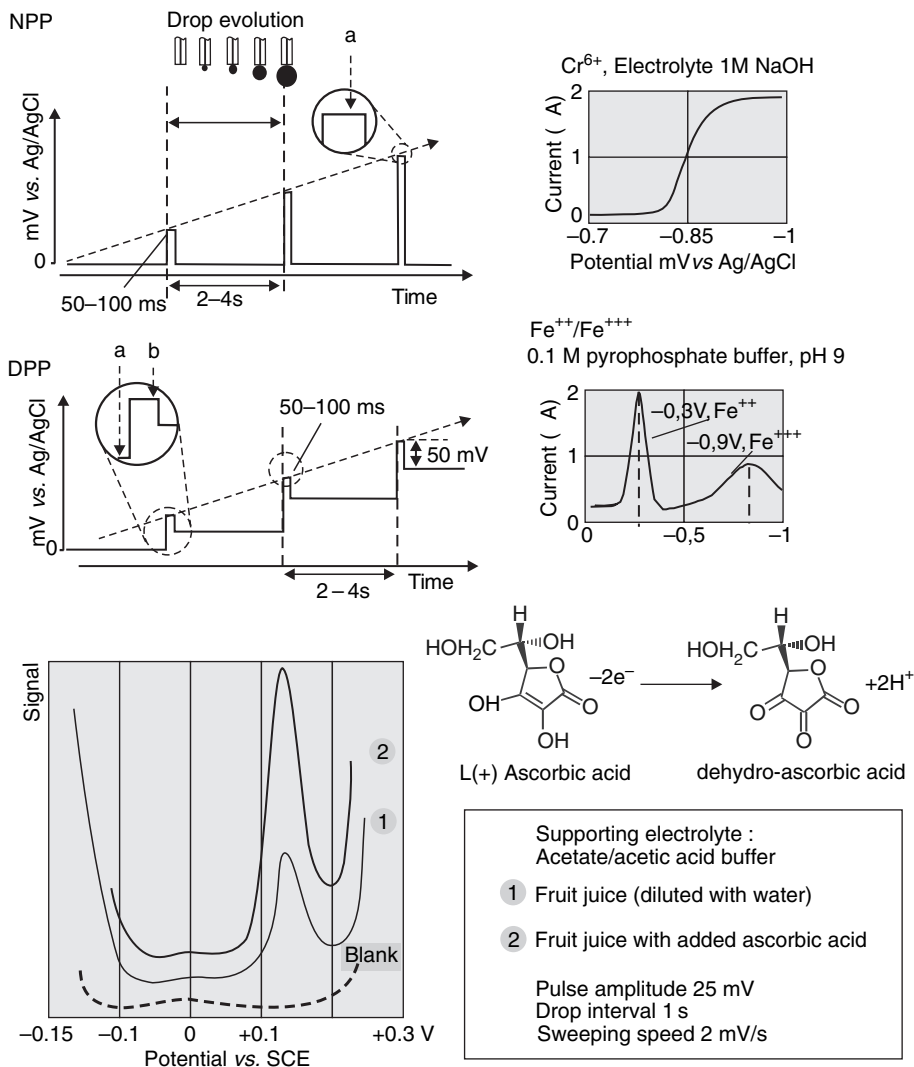 NPP
Drop evolution
a
mV vs. Ag/AgCl
0
50–100 ms
2–4s
Time
Cr6+, Electrolyte 1M NaOH
Current ( A)
2
1
0
−0.7
−0.85
−1
Potential mV vs Ag/AgCl
DPP
a
b
50–100 ms
50 mV
mV vs. Ag/AgCl
0
2 – 4s
Time
Fe++/Fe+++
0.1 M pyrophosphate buffer, pH 9
Current ( A)
2
1
0
−0,3V, Fe++
−0,9V, Fe+++
0
−0,5
−1
Signal
2
1
Blank
−0.15
−0.1
0
+0.1
+0.3 V
Potential vs. SCE
H
HOH2C
OH
O
O
OH
OH
−2e−
L(+) Ascorbic acid
H
HOH2C
OH
O
O
O
O
+2H+
dehydro-ascorbic acid
Supporting electrolyte :
Acetate/acetic acid buffer
1 Fruit juice (diluted with water)
2 Fruit juice with added ascorbic acid
Pulse amplitude 25 mV
Drop interval 1 s
Sweeping speed 2 mV/s